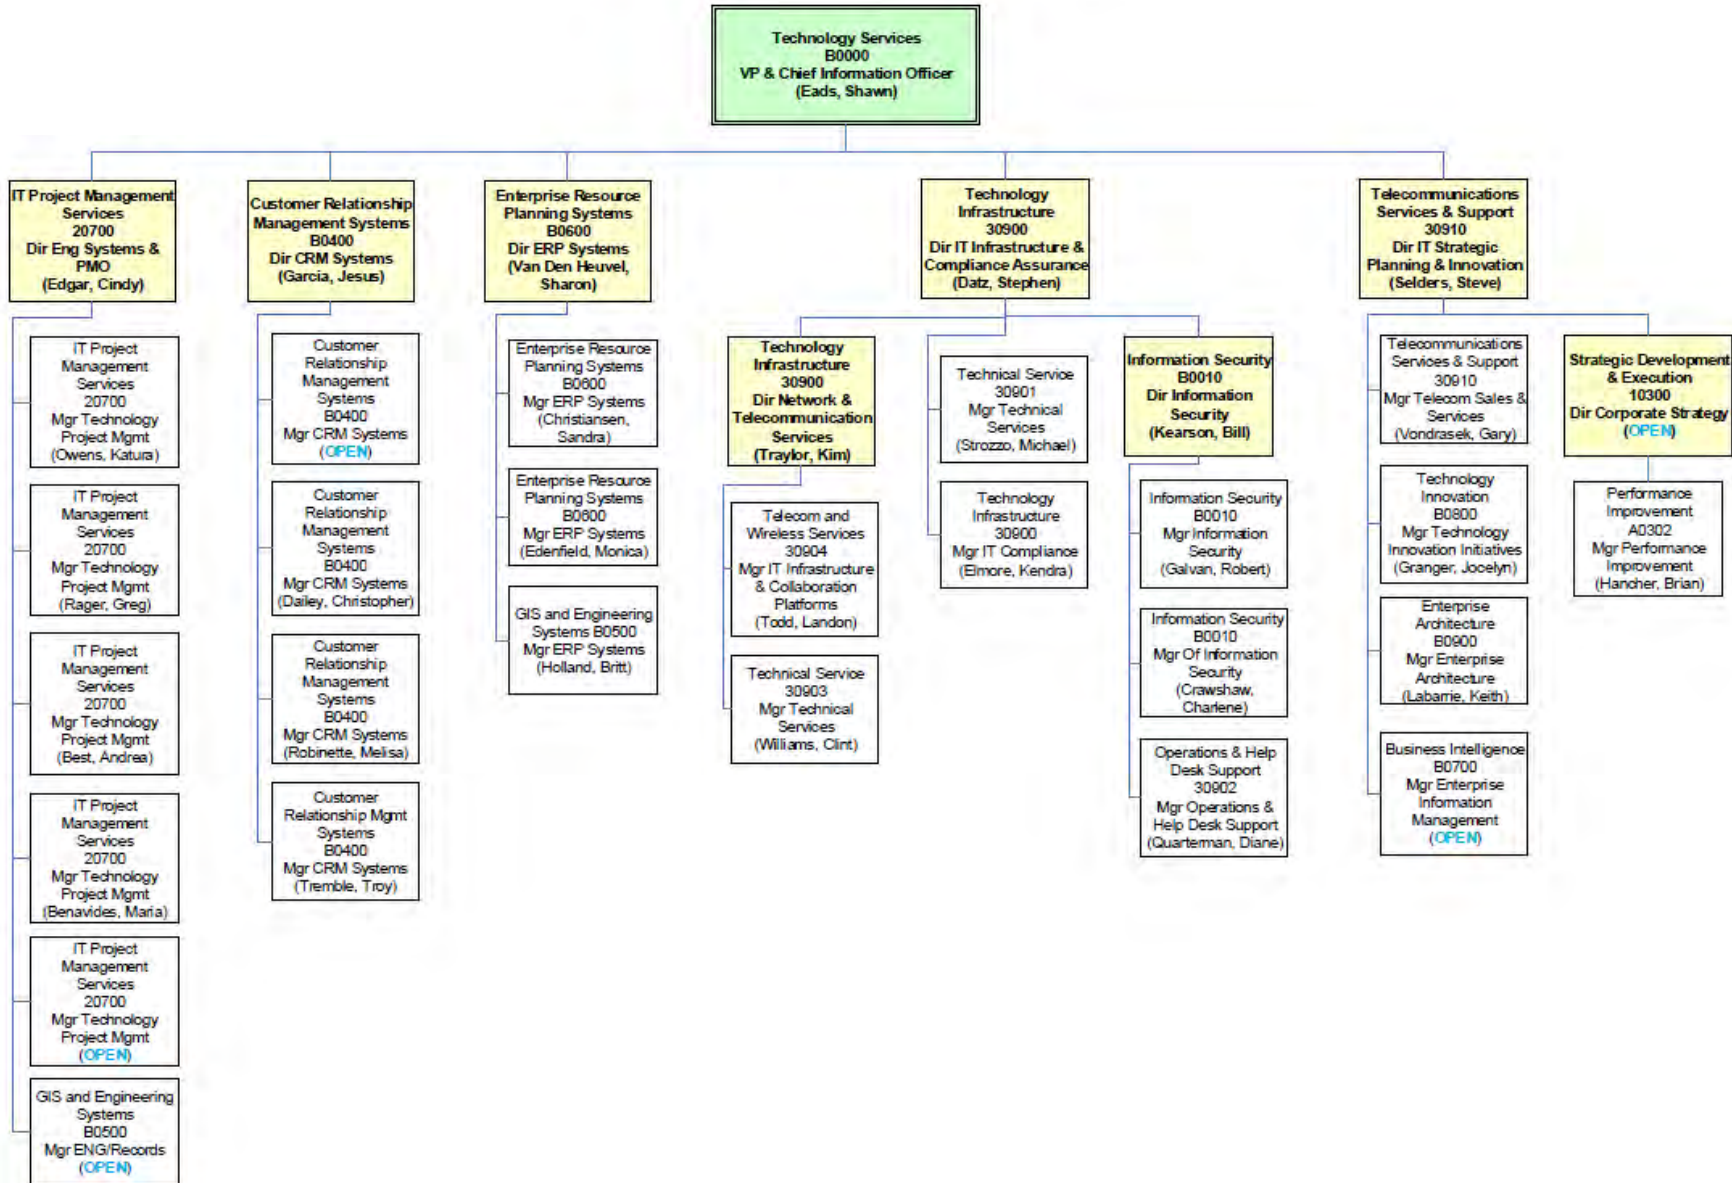 Technology Services
B0000
VP & Chief Information Officer
(Eads, Shawn)
IT Project Management
Services
20700
Dir Eng Systems &
PMO
(Edgar, Cindy)
Customer Relationship
Management Systems
B0400
Dir CRM Systems
(Garcia, Jesus)
Enterprise Resource
Planning Systems
B0600
Dir ERP Systems
(Van Den Heuvel,
Sharon)
Technology
Infrastructure
30900
Dir IT Infrastructure &
Compliance Assurance
(Datz, Stephen)
Telecommunications
Services & Support
30910
Dir IT Strategic
Planning & Innovation
(Selders, Steve)
IT Project
Management
Services
20700
Mgr Technology
Project Mgmt
(Owens, Katura)
IT Project
Management
Services
20700
Mgr Technology
Project Mgmt
(Rager, Greg)
IT Project
Management
Services
20700
Mgr Technology
Project Mgmt
(Best, Andrea)
IT Project
Management
Services
20700
Mgr Technology
Project Mgmt
(Benavides, Maria)
IT Project
Management
Services
20700
Mgr Technology
Project Mgmt
(OPEN)
GIS and Engineering
Systems
B0500
Mgr ENG/Records
(OPEN)
Customer
Relationship
Management
Systems
B0400
Mgr CRM Systems
(OPEN)
Customer
Relationship
Management
Systems
B0400
Mgr CRM Systems
(Dailey, Christopher)
Customer
Relationship
Management
Systems
B0400
Mgr CRM Systems
(Robinette, Melisa)
Customer
Relationship Mgmt
Systems
B0400
Mgr CRM Systems
(Tremble, Troy)
Enterprise Resource
Planning Systems
B0600
Mgr ERP Systems
(Christiansen,
Sandra)
Enterprise Resource
Planning Systems
B0600
Mgr ERP Systems
(Edenfield, Monica)
GIS and Engineering
Systems B0500
Mgr ERP Systems
(Holland, Britt)
Technology
Infrastructure
30900
Dir Network &
Telecommunication
Services
(Traylor, Kim)
Telecom and
Wireless Services
30904
Mgr IT Infrastructure
& Collaboration
Platforms
(Todd, Landon)
Technical Service
30903
Mgr Technical
Services
(Williams, Clint)
Technical Service
30901
Mgr Technical
Services
(Strozzo, Michael)
Technology
Infrastructure
30900
Mgr IT Compliance
(Elmore, Kendra)
Information Security
B0010
Dir Information
Security
(Kearson, Bill)
Information Security
B0010
Mgr Information
Security
(Galvan, Robert)
Information Security
B0010
Mgr Of Information
Security
(Crawshaw,
Charlene)
Operations & Help
Desk Support
30902
Mgr Operations &
Help Desk Support
(Quarterman, Diane)
Telecommunications
Services & Support
30910
Mgr Telecom Sales &
Services
(Vondrasek, Gary)
Technology
Innovation
B0800
Mgr Technology
Innovation Initiatives
(Granger, Jocelyn)
Enterprise
Architecture
B0900
Mgr Enterprise
Architecture
(Labarrie, Keith)
Business Intelligence
B0700
Mgr Enterprise
Information
Management
(OPEN)
Strategic Development
& Execution
10300
Dir Corporate Strategy
(OPEN)
Performance
Improvement
A0302
Mgr Performance
Improvement
(Hancher, Brian)